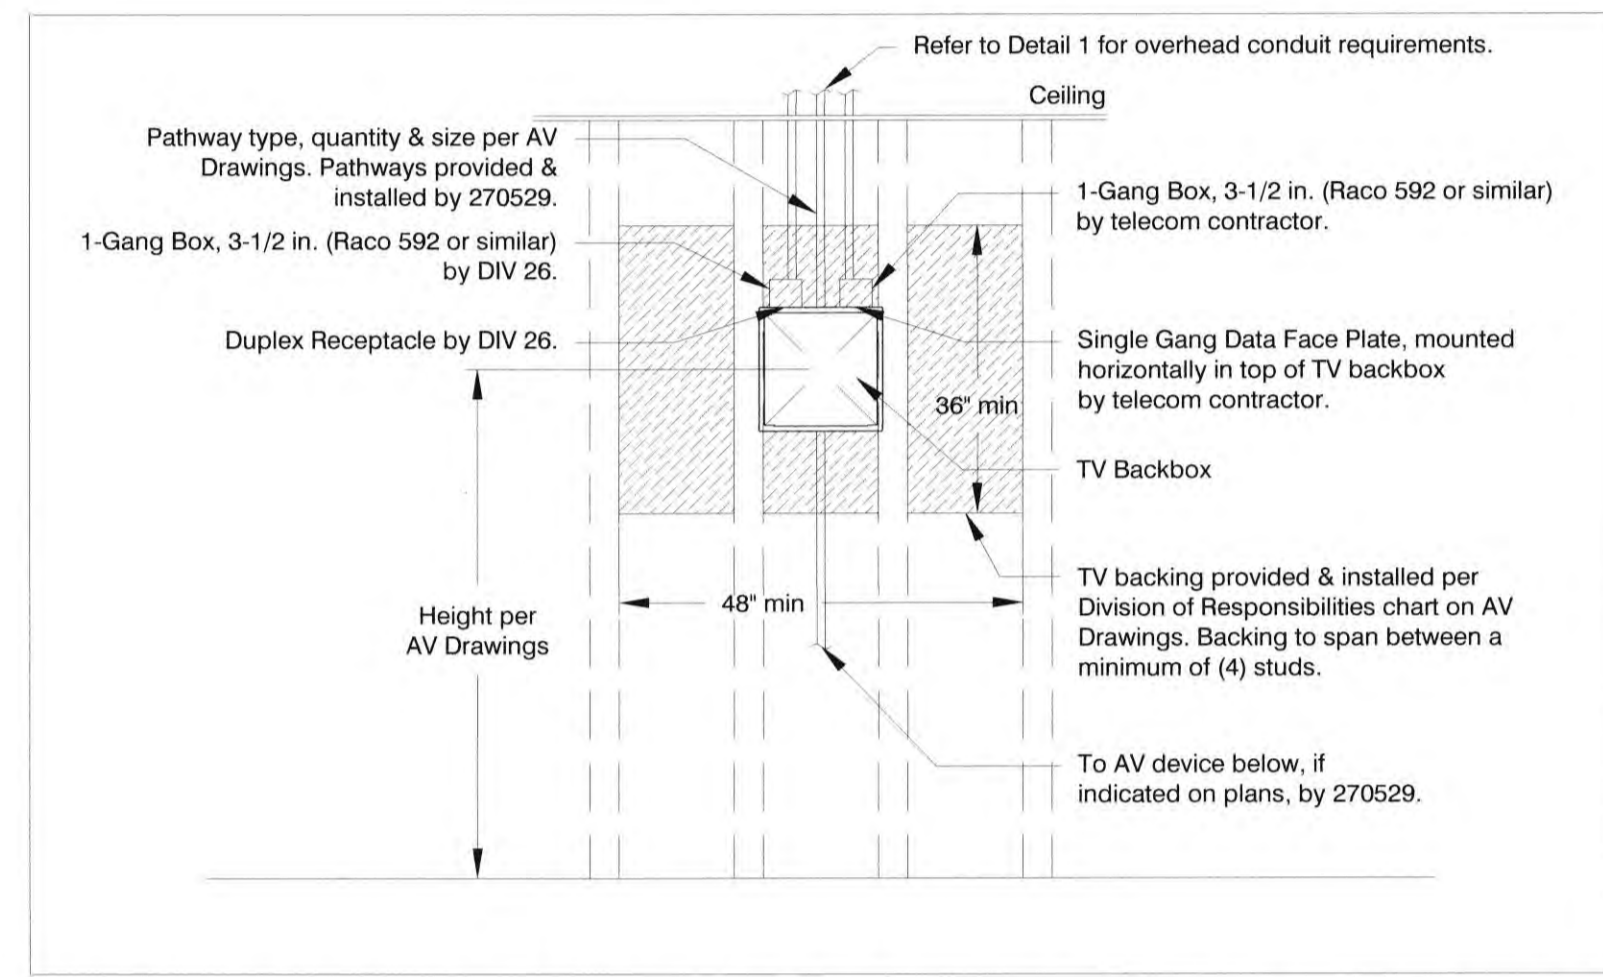 Refer to Detail 1 for overhead conduit requirements.
Ceiling
Pathway type, quantity & size per AV
Drawings. Pathways provided &
installed by 270529.
1-Gang Box, 3-1/2 in. (Raco 592 or similar)
by DIV 26.
Duplex Receptacle by DIV 26.
Height per
AV Drawings
48" min
36" min
1-Gang Box, 3-1/2 in. (Raco 592 or similar)
by telecom contractor.
Single Gang Data Face Plate, mounted
horizontally in top of TV backbox
by telecom contractor.
TV Backbox
TV backing provided & installed per
Division of Responsibilities chart on AV
Drawings. Backing to span between a
minimum of (4) studs.
To AV device below, if
indicated on plans, by 270529.